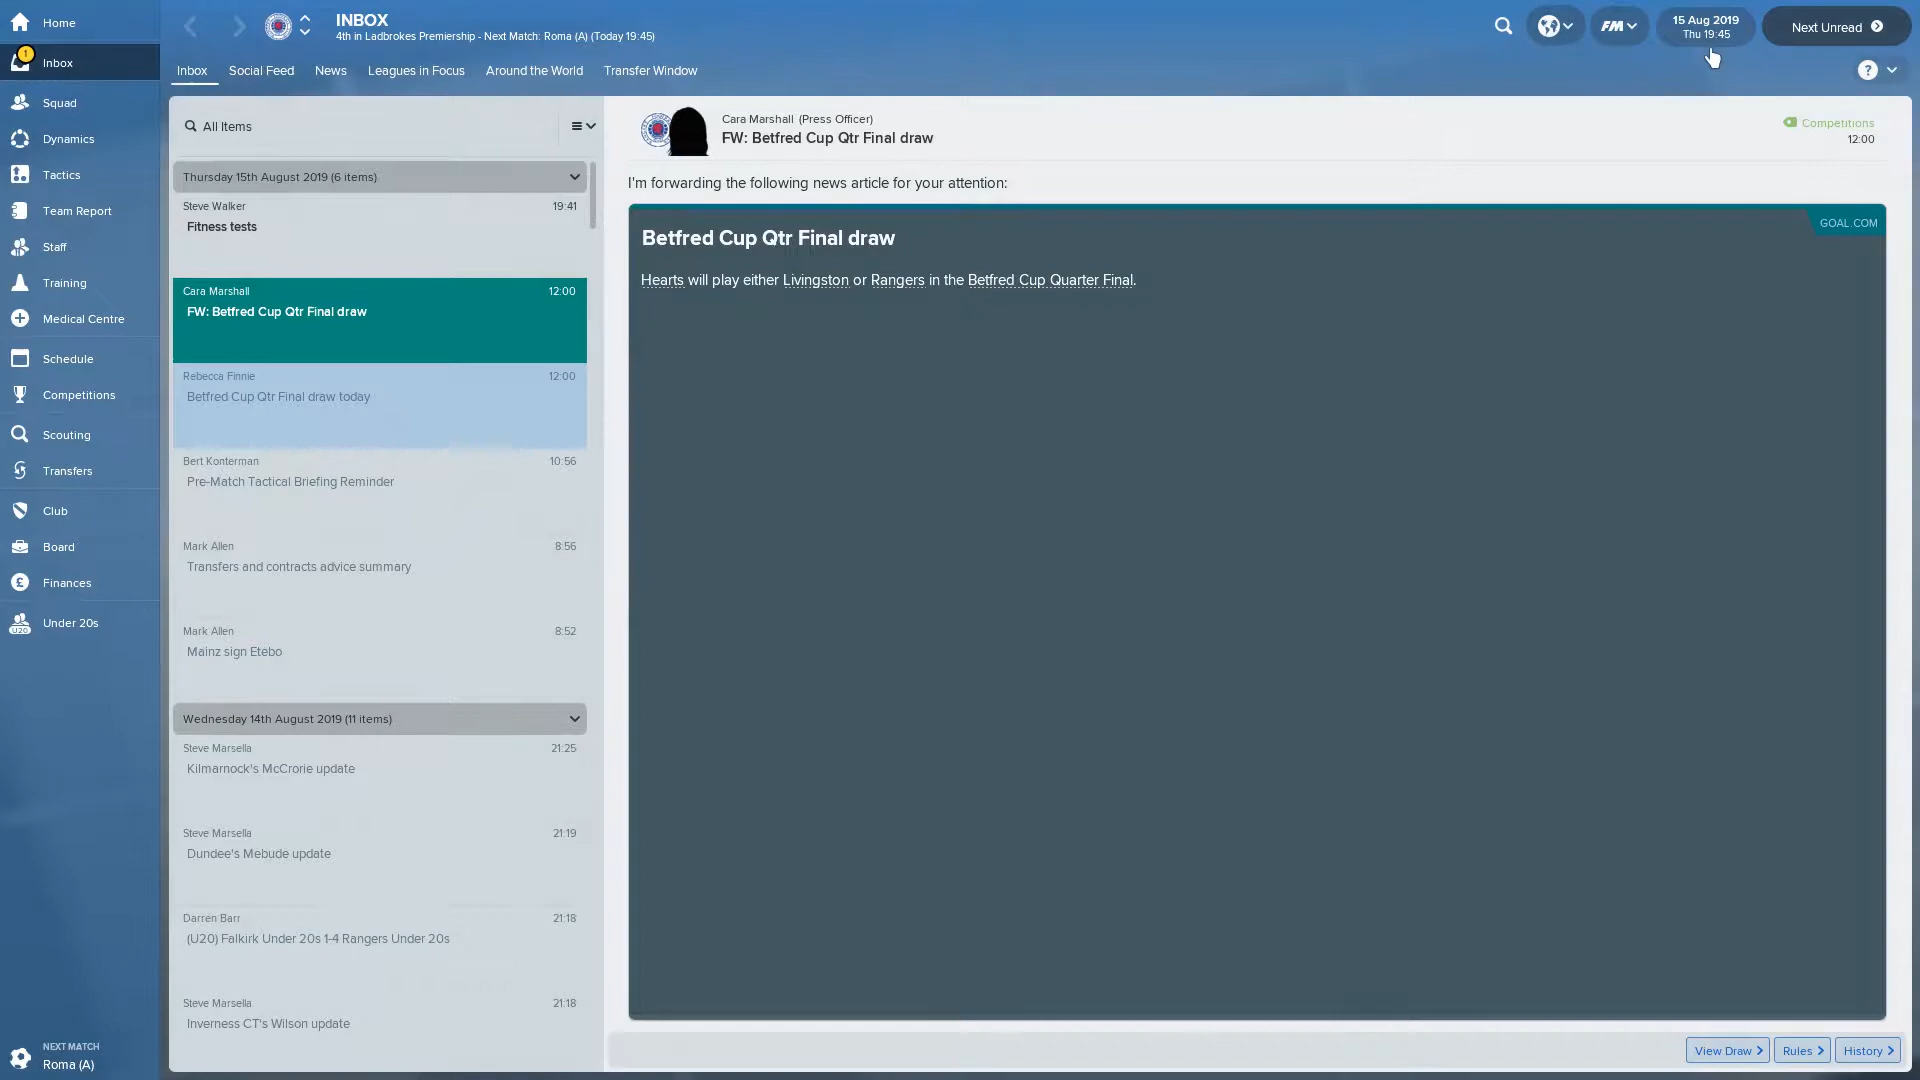 Home
1
Inbox
Squad
Dynamics
Tactics
Team Report
Staff
Training
Medical Centre
Schedule
Competitions
Scouting
Transfers
Club
Board
Finances
U20
Under 20s
NEXT MATCH
Roma (A)
INBOX
4th in Ladbrokes Premiership - Next Match: Roma (A) (Today 19:45)
FM
15 Aug 2019
Thu 19:45
Next Unread
Inbox Social Feed News Leagues in Focus Around the World Transfer Window
?
All Items
Thursday 15th August 2019 (6 items)
Steve Walker 19:41
Fitness tests
Cara Marshall 12:00
FW: Betfred Cup Qtr Final draw
Rebecca Finnie 12:00
Betfred Cup Qtr Final draw today
Bert Konterman 10:56
Pre-Match Tactical Briefing Reminder
Mark Allen 8:56
Transfers and contracts advice summary
Mark Allen 8:52
Mainz sign Etebo
Wednesday 14th August 2019 (11 items)
Steve Marsella 21:25
Kilmarnock's McCrorie update
Steve Marsella 21:19
Dundee's Mebude update
Darren Barr 21:18
(U20) Falkirk Under 20s 1-4 Rangers Under 20s
Steve Marsella 21:18
Inverness CT's Wilson update
Cara Marshall (Press Officer)
FW: Betfred Cup Qtr Final draw
Competitions
12:00
I'm forwarding the following news article for your attention:
GOAL.COM
Betfred Cup Qtr Final draw
Hearts will play either Livingston or Rangers in the Betfred Cup Quarter Final.
View Draw
Rules
History